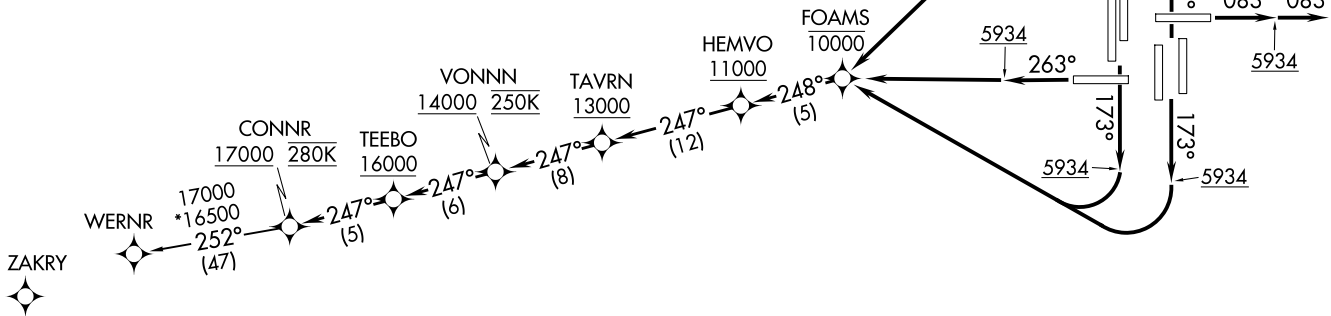 083°
083°
5934
FOAMS
10000
5934
263°
HEMVO
11000
248°
(5)
VONNN
14000 250K
TAVRN
13000
247°
(12)
173°
173°
CONNR
17000 280K
TEEBO
16000
247°
(8)
5934
5934
247°
(6)
17000
*16500
247°
(5)
WERNR
252°
(47)
ZAKRY